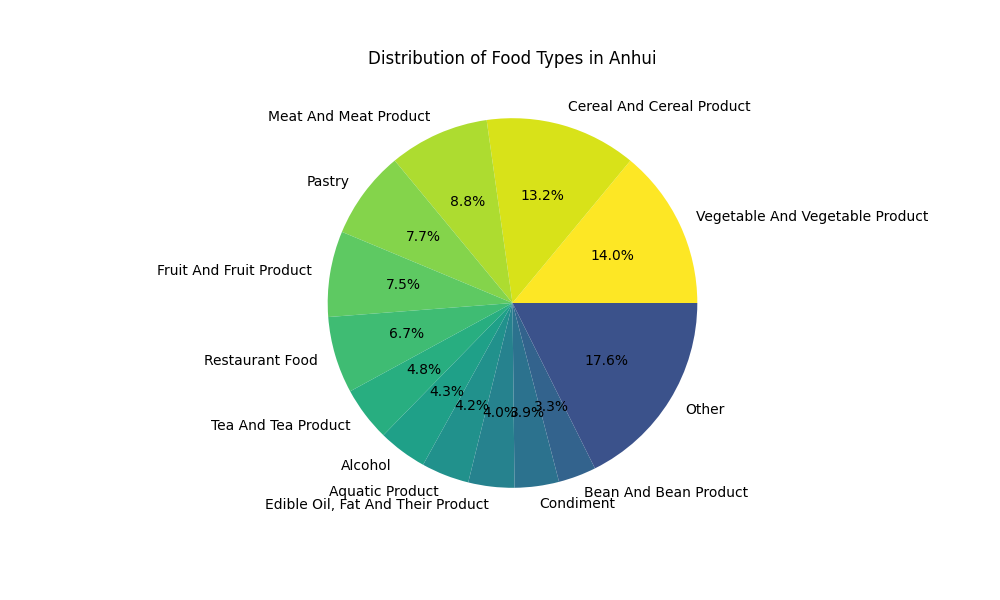 Distribution of Food Types in Anhui
Cereal And Cereal Product
Meat And Meat Product
Pastry
Vegetable And Vegetable Product
Fruit And Fruit Product
Restaurant Food
Tea And Tea Product
Alcohol
Aquatic Product
Edible Oil, Fat And Their Product
Condiment
Bean And Bean Product
Other
14.0%
13.2%
8.8%
7.7%
7.5%
6.7%
4.8%
4.3%
4.2%
4.0%
3.9%
3.3%
17.6%